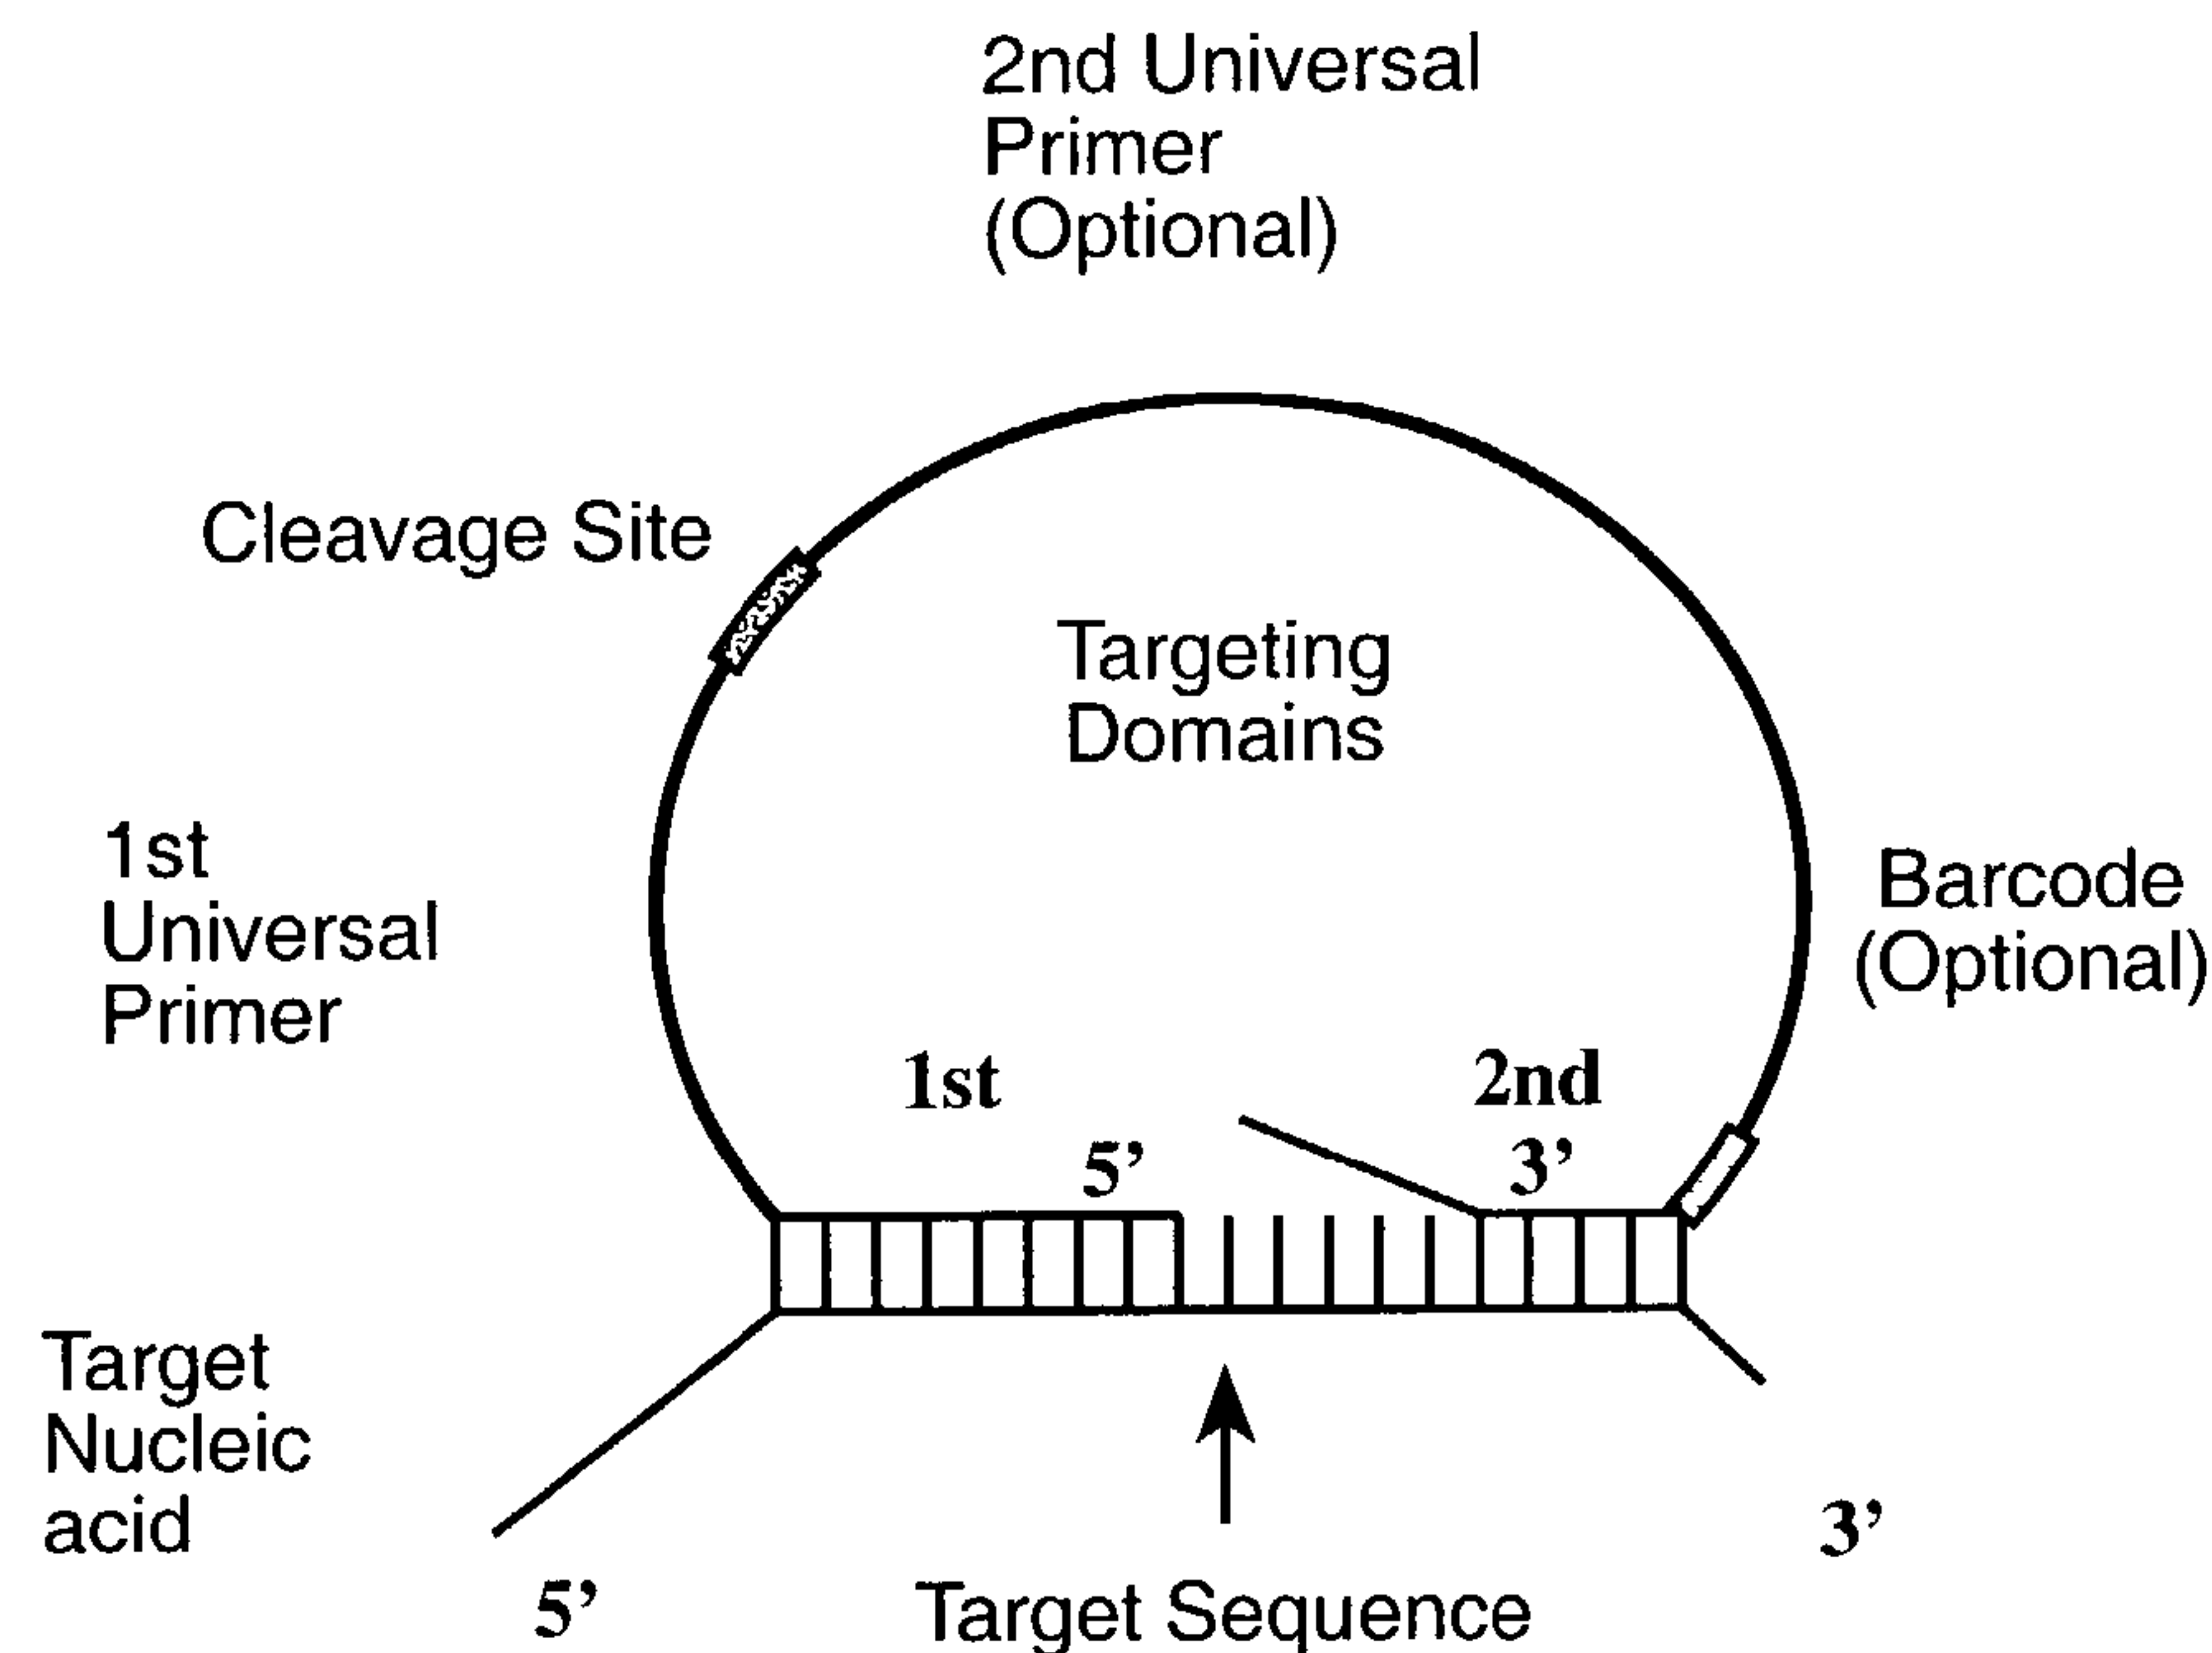 2nd Universal
Primer
(Optional)
Cleavage Site
Targeting
Domains
1st
Universal
Primer
Barcode
(Optional)
1st
2nd
5’
3’
Target
Nucleic
acid
5’
Target Sequence
3’